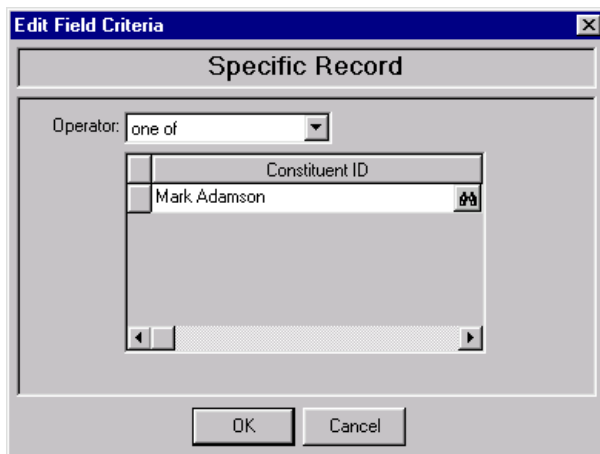 Edit Field Criteria
Specific Record
Operator: one of
Constituent ID
Mark Adamson
OK Cancel